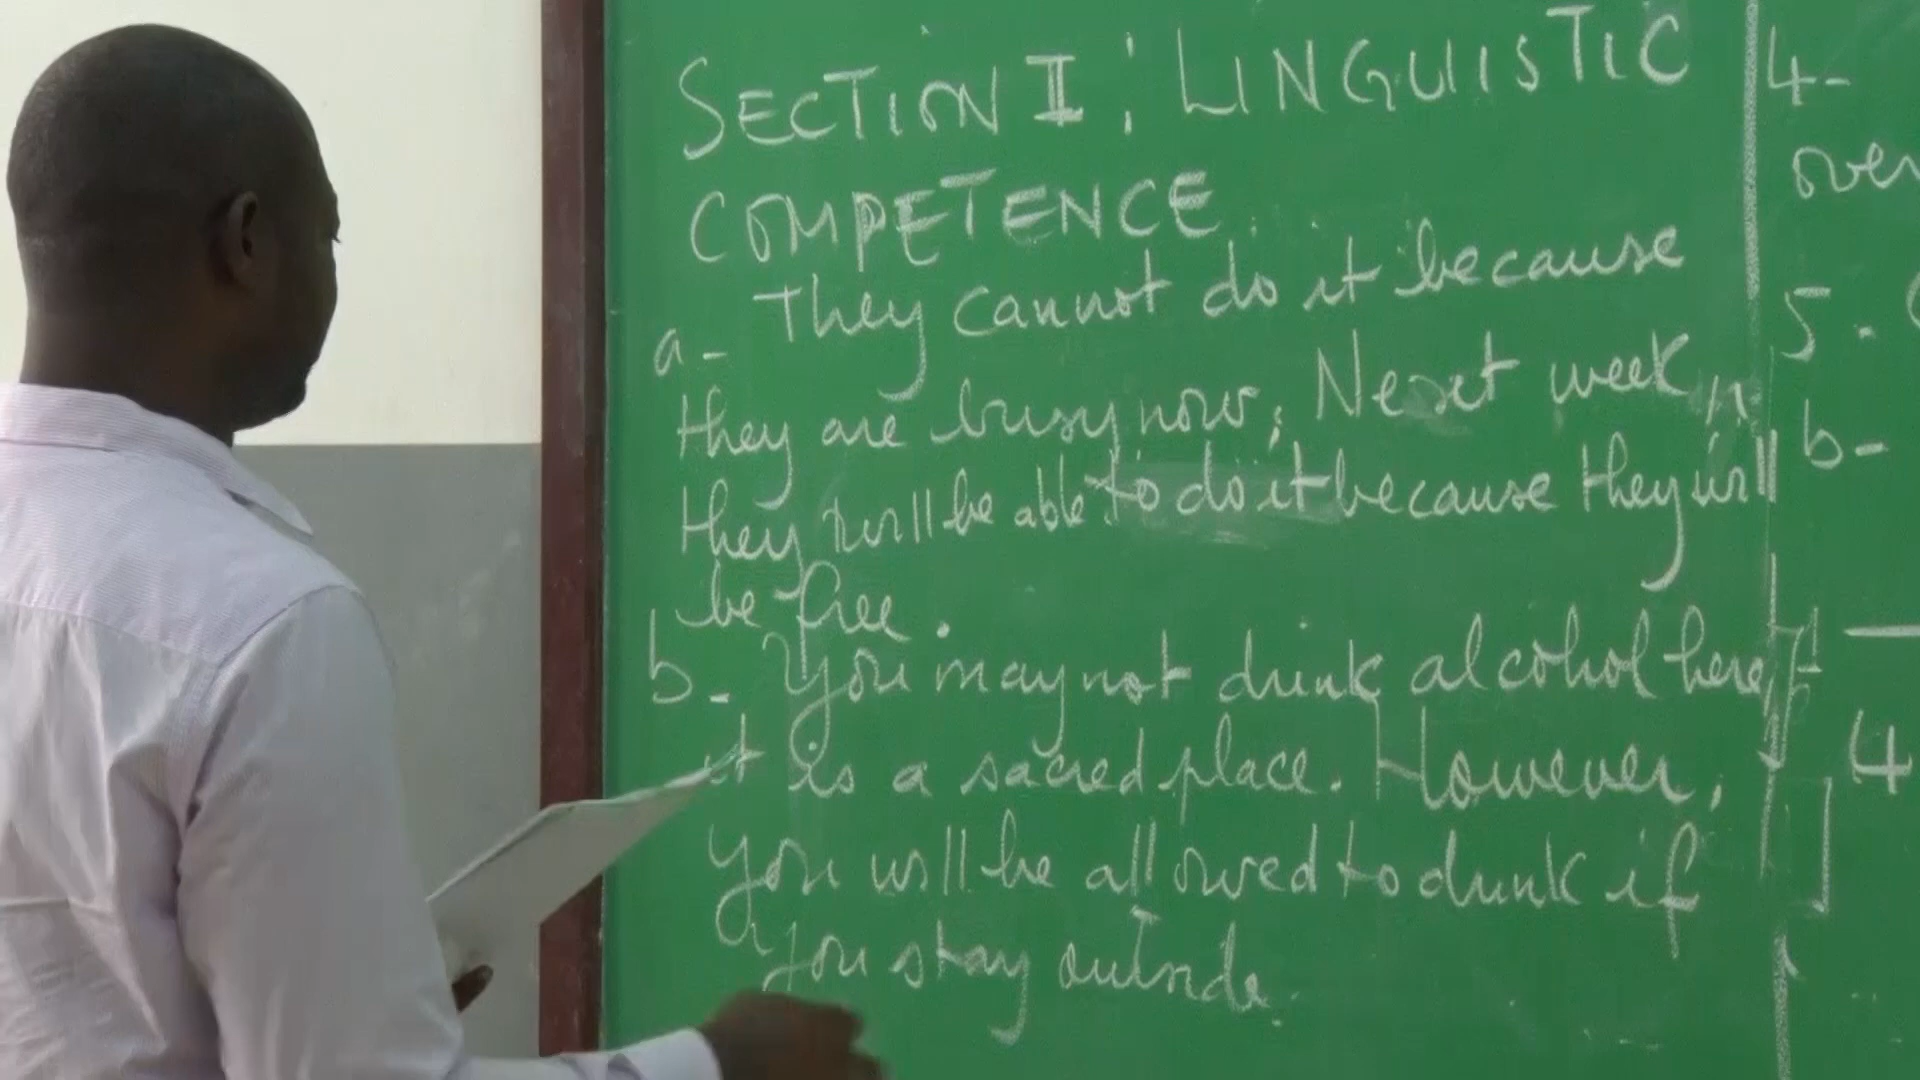 SECTION I : LINGUISTIC
COMPETENCE.
a- They cannot do it because
they are busy now; Next week,
they will be able to do it because they will
be free.
b- You may not drink alcohol here,
it is a sacred place. However,
you will be allowed to drink if
you stay outside.
4-
over
5.
b-
4